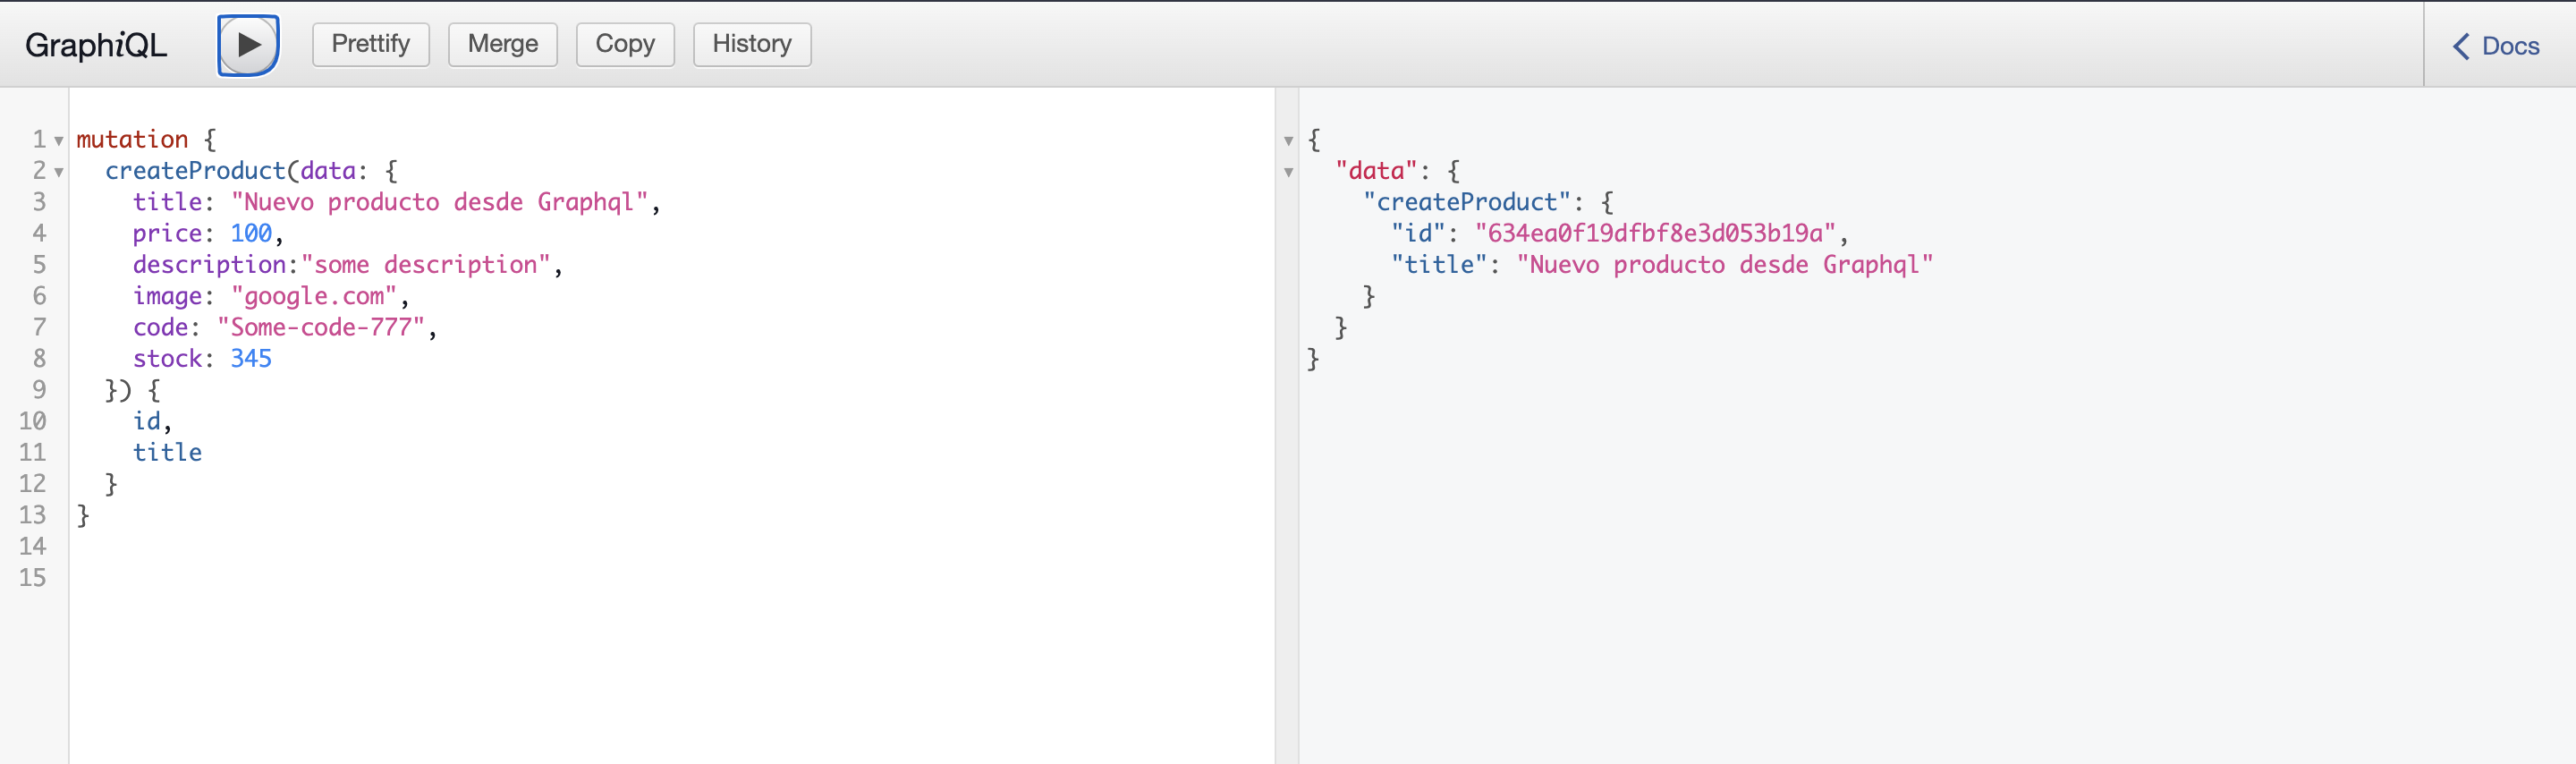 GraphiQL Prettify Merge Copy History Docs
1 mutation {
2 createProduct(data: {
3 title: "Nuevo producto desde Graphql",
4 price: 100,
5 description:"some description",
6 image: "google.com",
7 code: "Some-code-777",
8 stock: 345
9 }) {
10 id,
11 title
12 }
13 }
14
15
{
"data": {
"createProduct": {
"id": "634ea0f19dfbf8e3d053b19a",
"title": "Nuevo producto desde Graphql"
}
}
}